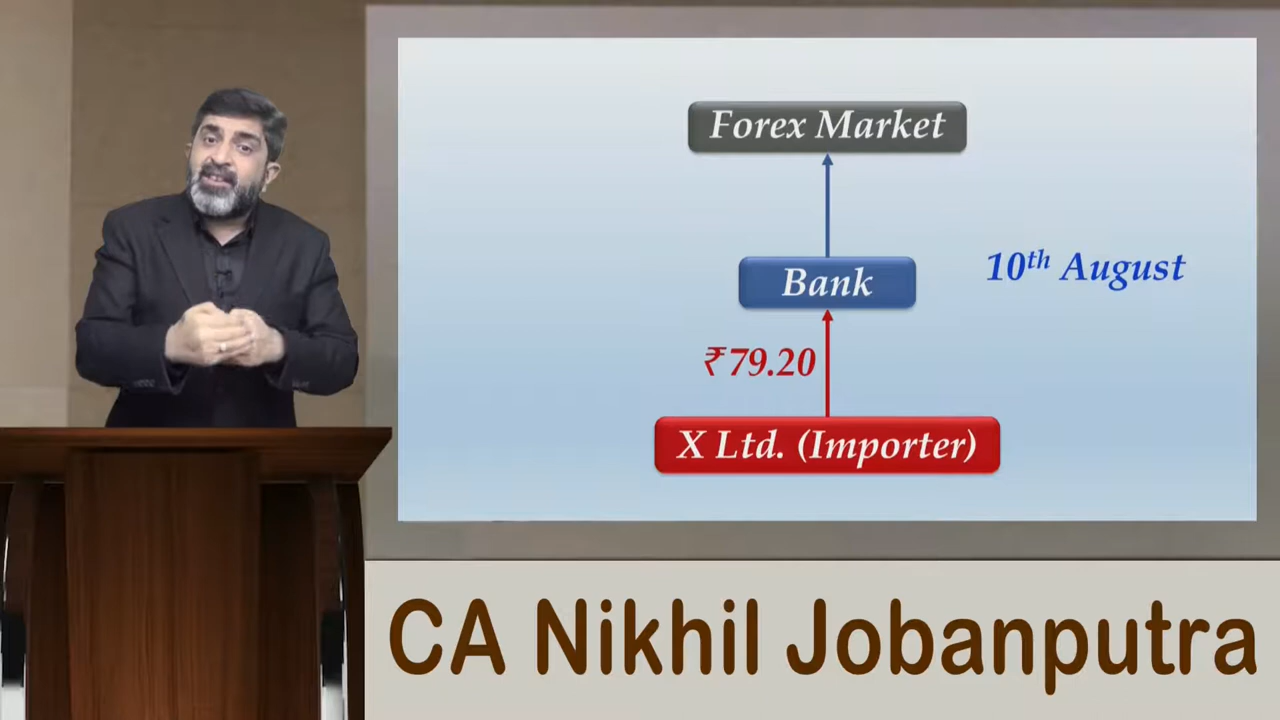 Forex Market
Bank
10th August
₹79.20
X Ltd. (Importer)
CA Nikhil Jobanputra